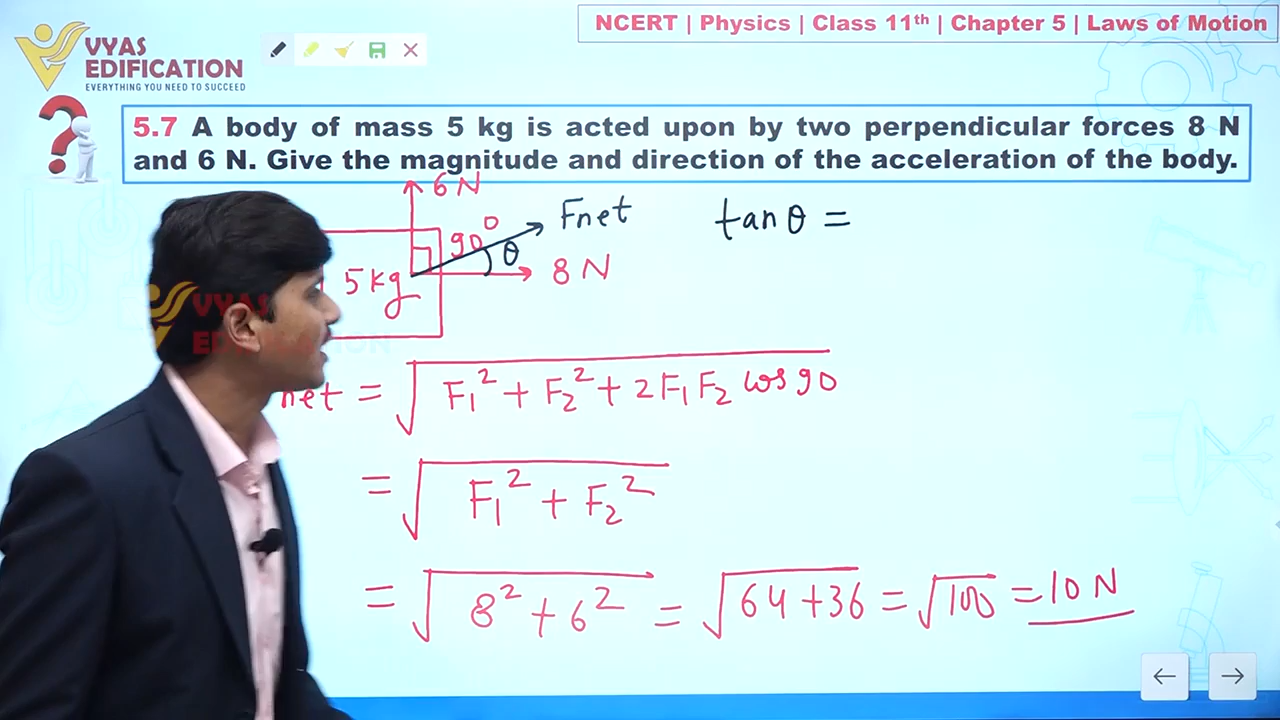 NCERT | Physics | Class 11th | Chapter 5 | Laws of Motion
VYAS
EDIFICATION
EVERYTHING YOU NEED TO SUCCEED
5.7 A body of mass 5 kg is acted upon by two perpendicular forces 8 N
and 6 N. Give the magnitude and direction of the acceleration of the body.
6 N
Fnet
tan θ =
90°
θ
8 N
5 kg
VYAS
EDIFICATION
net = √(F₁² + F₂² + 2F₁F₂ cos 90)
= √(F₁² + F₂²)
= √(8² + 6²) = √(64 + 36) = √100 = 10 N